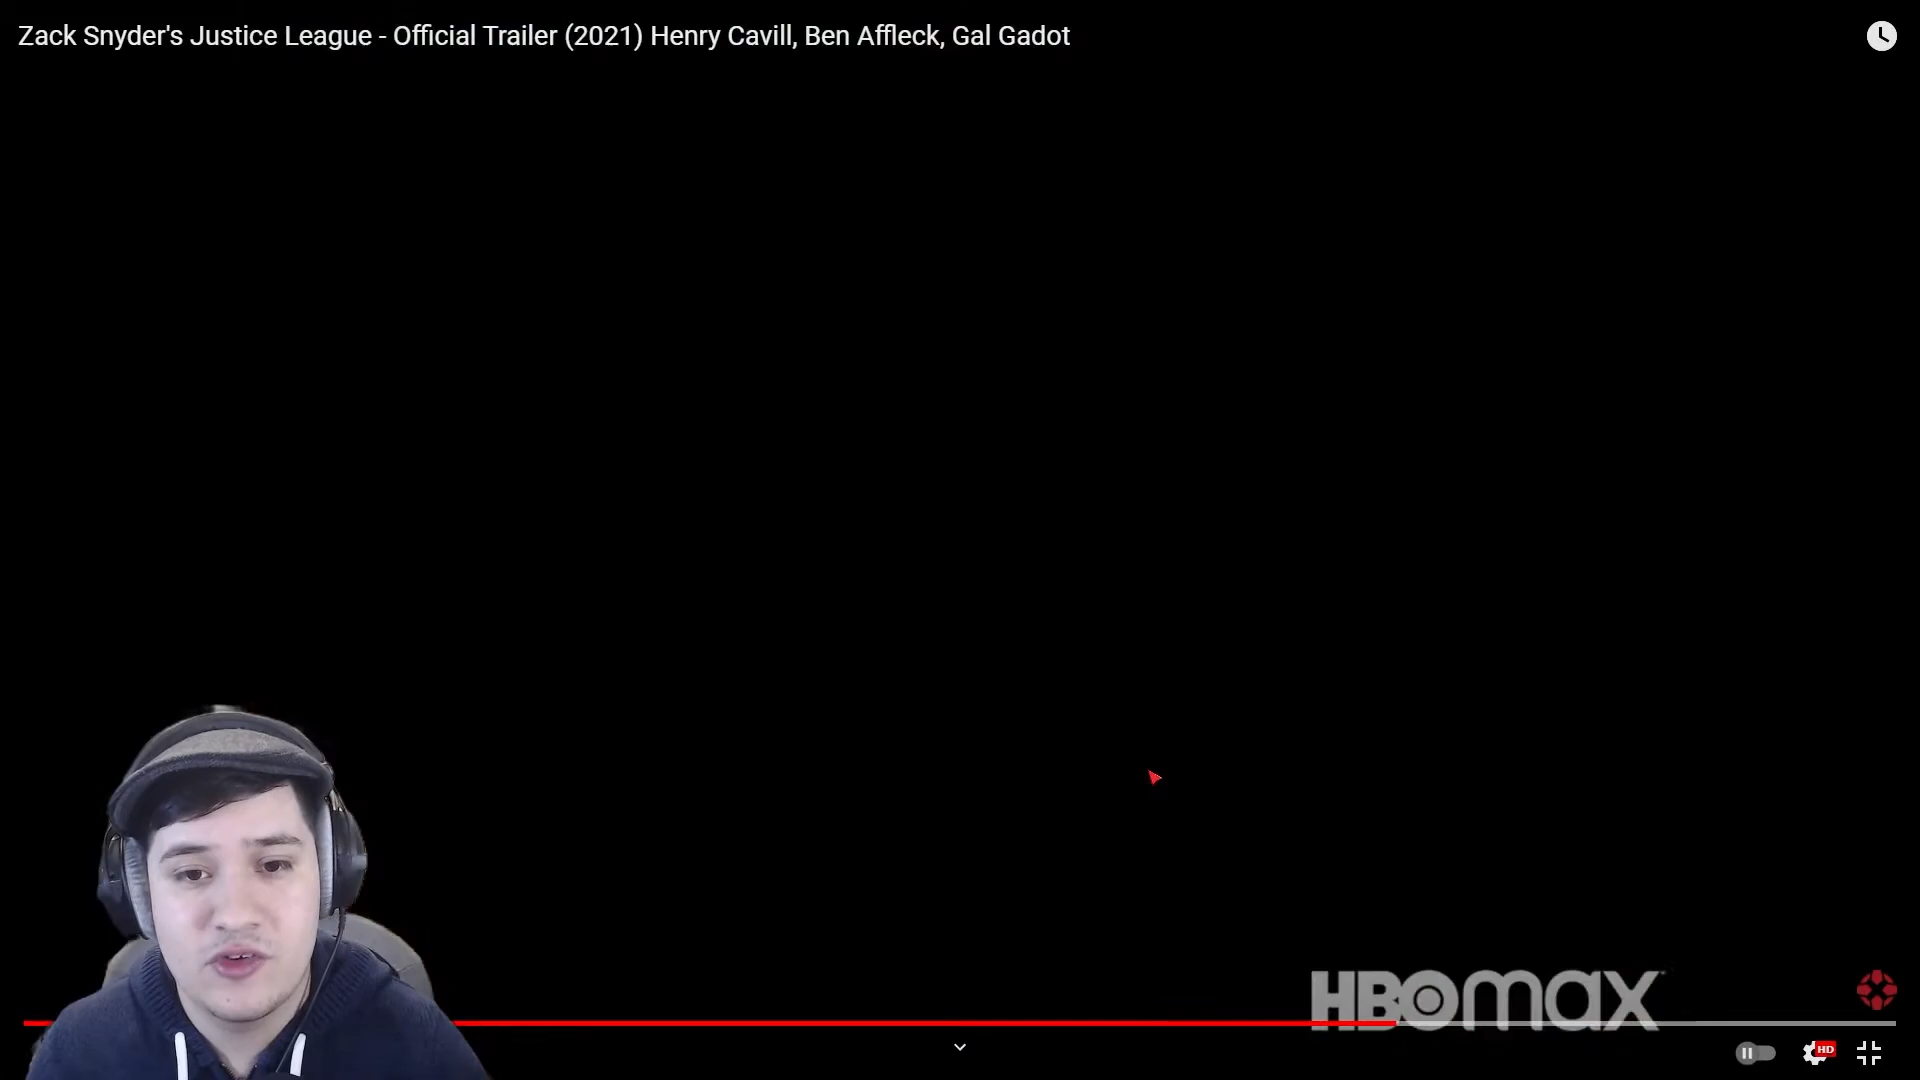 Zack Snyder's Justice League - Official Trailer (2021) Henry Cavill, Ben Affleck, Gal Gadot
HBOmax
HD